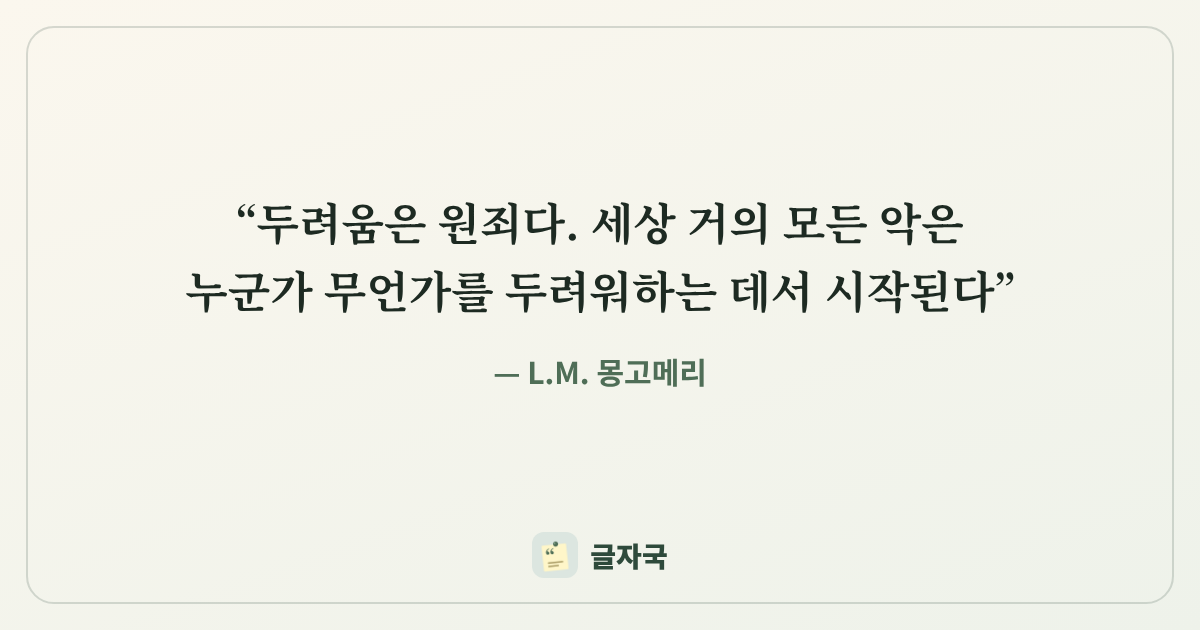 “두려움은 원죄다. 세상 거의 모든 악은
누군가 무언가를 두려워하는 데서 시작된다”
— L.M. 몽고메리
글자국